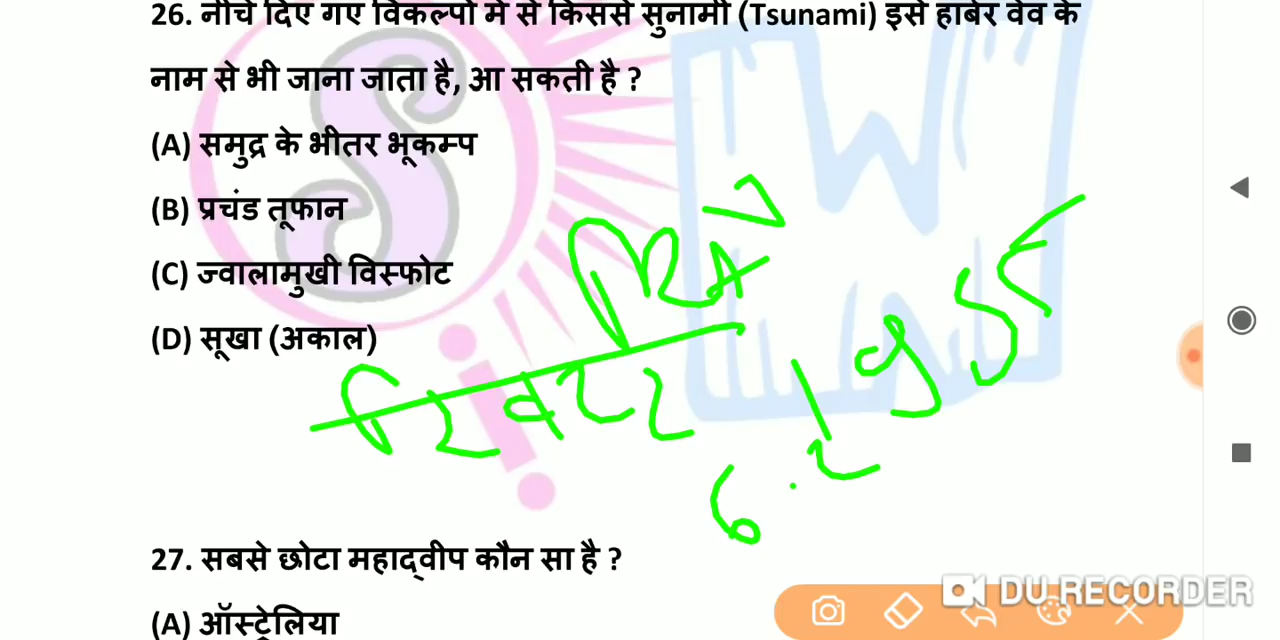 26. नीचे दिए गए विकल्पों में से किससे सुनामी (Tsunami) इसे हार्बर वेव के
नाम से भी जाना जाता है, आ सकती है ?
(A) समुद्र के भीतर भूकम्प
(B) प्रचंड तूफान
(C) ज्वालामुखी विस्फोट
(D) सूखा (अकाल)
रिक्टर
1955
6.2
27. सबसे छोटा महाद्वीप कौन सा है ?
(A) ऑस्ट्रेलिया
DU RECORDER